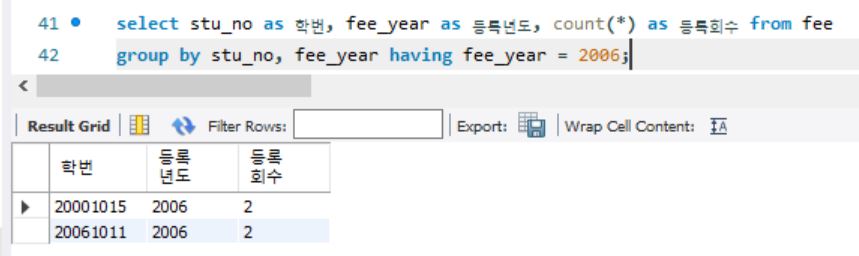 41 select stu_no as 학번, fee_year as 등록년도, count(*) as 등록회수 from fee
42 group by stu_no, fee_year having fee_year = 2006;
Result Grid Filter Rows: Export: Wrap Cell Content: IA
학번 등록 등록
년도 회수
20001015 2006 2
20061011 2006 2